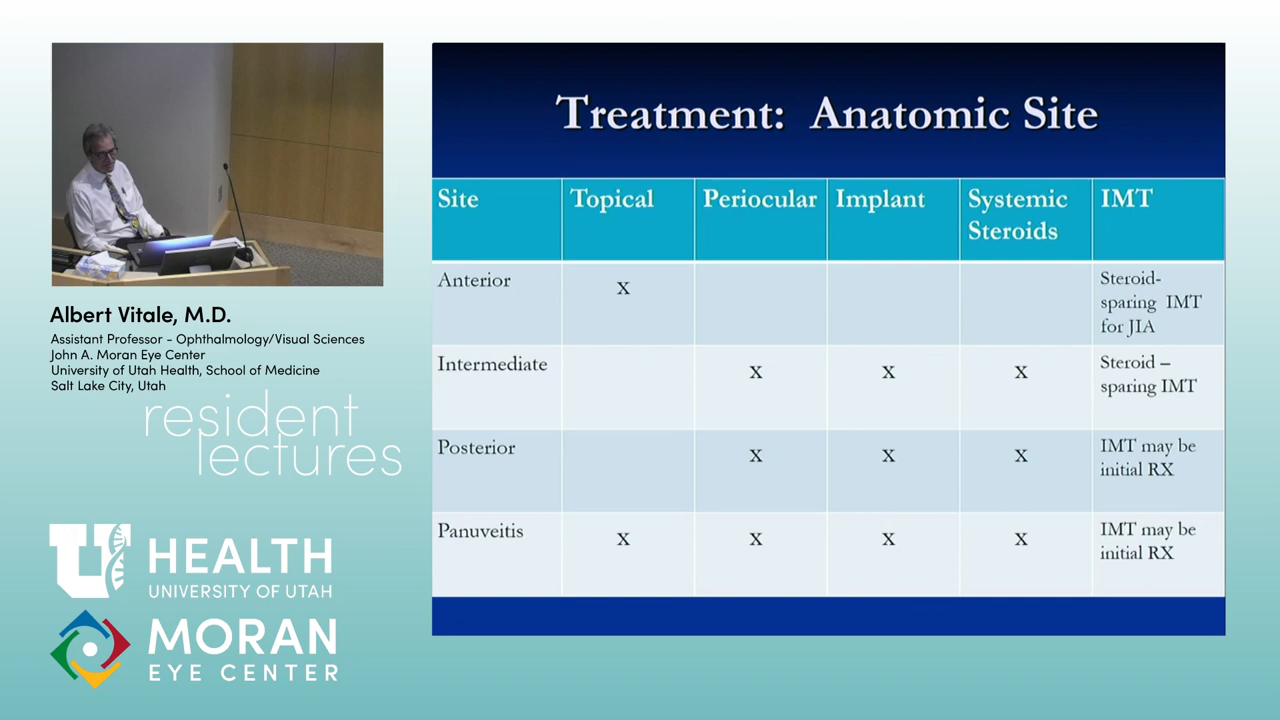 Albert Vitale, M.D.
Assistant Professor - Ophthalmology/Visual Sciences
John A. Moran Eye Center
University of Utah Health, School of Medicine
Salt Lake City, Utah
resident
lectures
U
HEALTH
UNIVERSITY OF UTAH
MORAN
EYE CENTER
Treatment: Anatomic Site
Site Topical Periocular Implant Systemic Steroids IMT
Anterior x Steroid-sparing IMT for JIA
Intermediate x x x Steroid – sparing IMT
Posterior x x x IMT may be initial RX
Panuveitis x x x x IMT may be initial RX